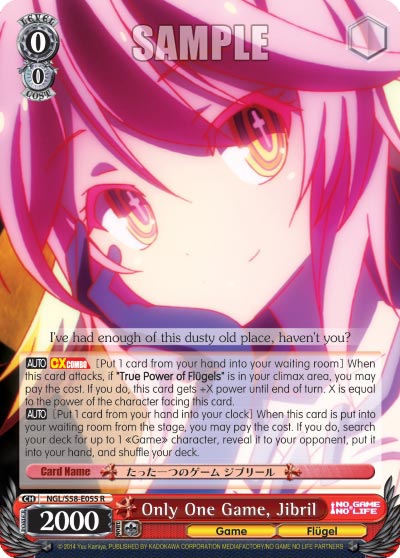 LEVEL
0
0
COST
SAMPLE
I've had enough of this dusty old place, haven't you?
AUTO CXCOMBO [Put 1 card from your hand into your waiting room] When
this card attacks, if "True Power of Flügels" is in your climax area, you may
pay the cost. If you do, this card gets +X power until end of turn. X is equal
to the power of the character facing this card.
AUTO [Put 1 card from your hand into your clock] When this card is put into
your waiting room from the stage, you may pay the cost. If you do, search
your deck for up to 1 «Game» character, reveal it to your opponent, put it
into your hand, and shuffle your deck.
Card Name たった一つのゲーム ジブリール
CH NGL/S58-E055 R
2000
POWER
Only One Game, Jibril
NO GAME
NO LIFE
Game Flügel
© 2014 Yuu Kamiya, PUBLISHED BY KADOKAWA CORPORATION MEDIAFACTORY/NO GAME NO LIFE PARTNERS